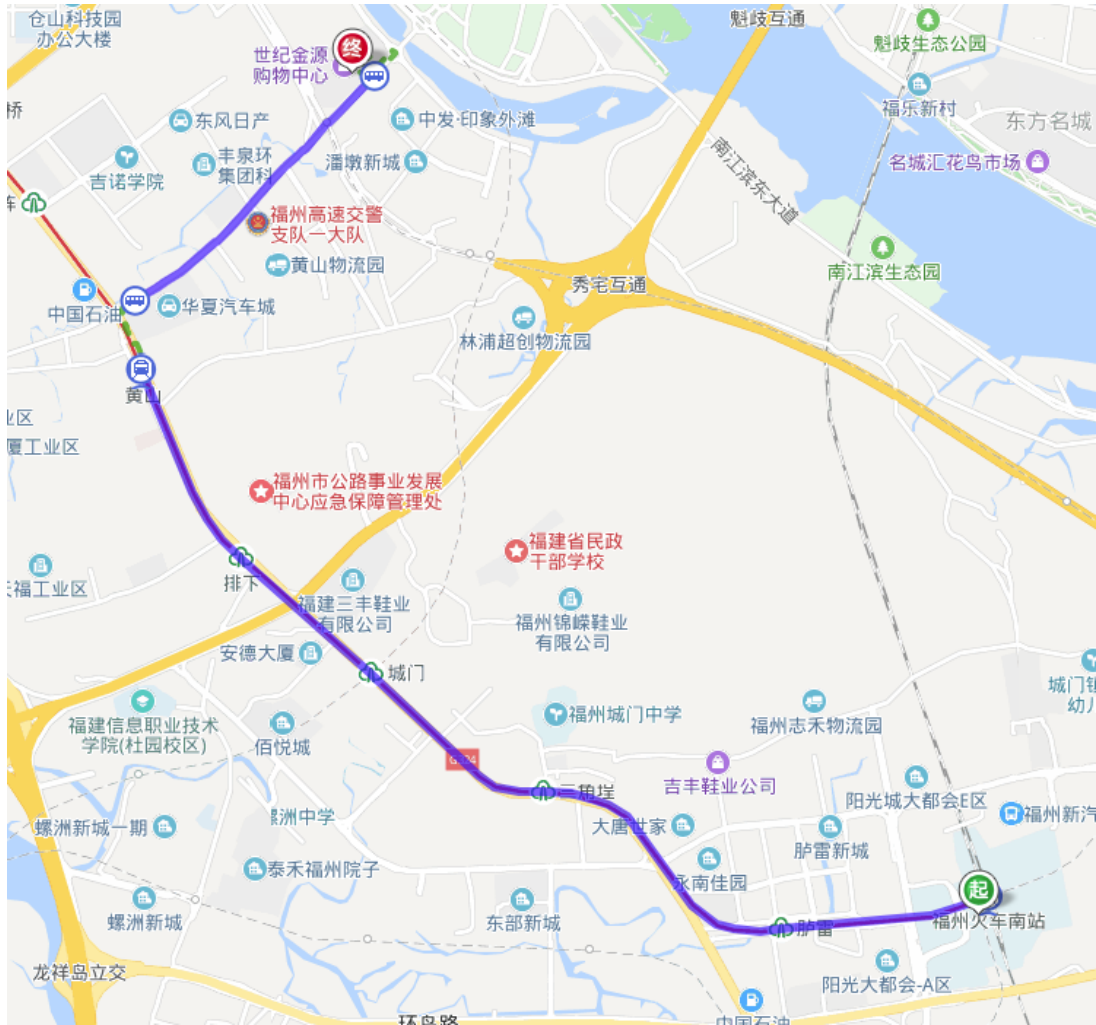 仓山科技园
办公大楼
魁歧互通
魁歧生态公园
世纪金源
购物中心
终
桥
东风日产
中发·印象外滩
福乐新村
东方名城
丰泉环
集团科
潘墩新城
南江滨东大道
名城汇花鸟市场
吉诺学院
福州高速交警
支队一大队
黄山物流园
南江滨生态园
秀宅互通
中国石油
华夏汽车城
林浦超创物流园
黄山
业区
厦工业区
福州市公路事业发展
中心应急保障管理处
福建省民政
干部学校
排下
福工业区
福建三丰鞋业
有限公司
福州锦嵘鞋业
有限公司
安德大厦
城门
城门镇
幼儿
福建信息职业技术
学院(杜园校区)
佰悦城
福州城门中学
福州志禾物流园
吉丰鞋业公司
三角埕
阳光城大都会E区
螺洲中学
螺洲新城一期
大唐世家
胪雷新城
福州新汽
泰禾福州院子
永南佳园
起
螺洲新城
东部新城
胪雷
福州火车南站
龙祥岛立交
阳光大都会-A区
中国石油
环岛路